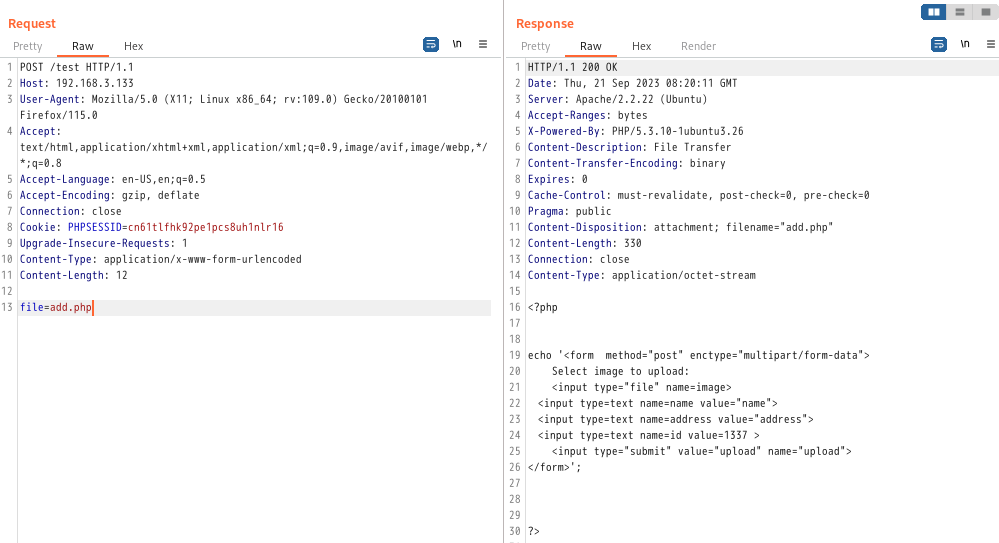 Request
Pretty Raw Hex
\n
1 POST /test HTTP/1.1
2 Host: 192.168.3.133
3 User-Agent: Mozilla/5.0 (X11; Linux x86_64; rv:109.0) Gecko/20100101
Firefox/115.0
4 Accept:
text/html,application/xhtml+xml,application/xml;q=0.9,image/avif,image/webp,*/
*;q=0.8
5 Accept-Language: en-US,en;q=0.5
6 Accept-Encoding: gzip, deflate
7 Connection: close
8 Cookie: PHPSESSID=cn61tlfhk92pe1pcs8uh1nlr16
9 Upgrade-Insecure-Requests: 1
10 Content-Type: application/x-www-form-urlencoded
11 Content-Length: 12
12
13 file=add.php
Response
Pretty Raw Hex Render
\n
1 HTTP/1.1 200 OK
2 Date: Thu, 21 Sep 2023 08:20:11 GMT
3 Server: Apache/2.2.22 (Ubuntu)
4 Accept-Ranges: bytes
5 X-Powered-By: PHP/5.3.10-1ubuntu3.26
6 Content-Description: File Transfer
7 Content-Transfer-Encoding: binary
8 Expires: 0
9 Cache-Control: must-revalidate, post-check=0, pre-check=0
10 Pragma: public
11 Content-Disposition: attachment; filename="add.php"
12 Content-Length: 330
13 Connection: close
14 Content-Type: application/octet-stream
15
16 <?php
17
18
19 echo '<form  method="post" enctype="multipart/form-data">
20     Select image to upload:
21     <input type="file" name=image>
22   <input type=text name=name value="name">
23   <input type=text name=address value="address">
24   <input type=text name=id value=1337 >
25     <input type="submit" value="upload" name="upload">
26 </form>';
27
28
29
30 ?>